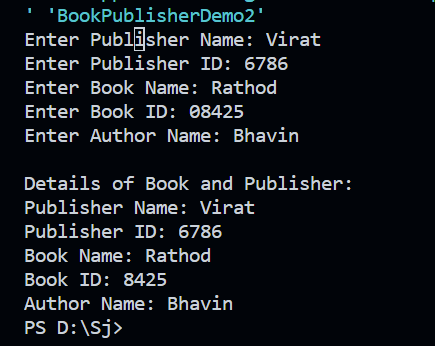 ' 'BookPublisherDemo2'
Enter Publisher Name: Virat
Enter Publisher ID: 6786
Enter Book Name: Rathod
Enter Book ID: 08425
Enter Author Name: Bhavin
Details of Book and Publisher:
Publisher Name: Virat
Publisher ID: 6786
Book Name: Rathod
Book ID: 8425
Author Name: Bhavin
PS D:\Sj>